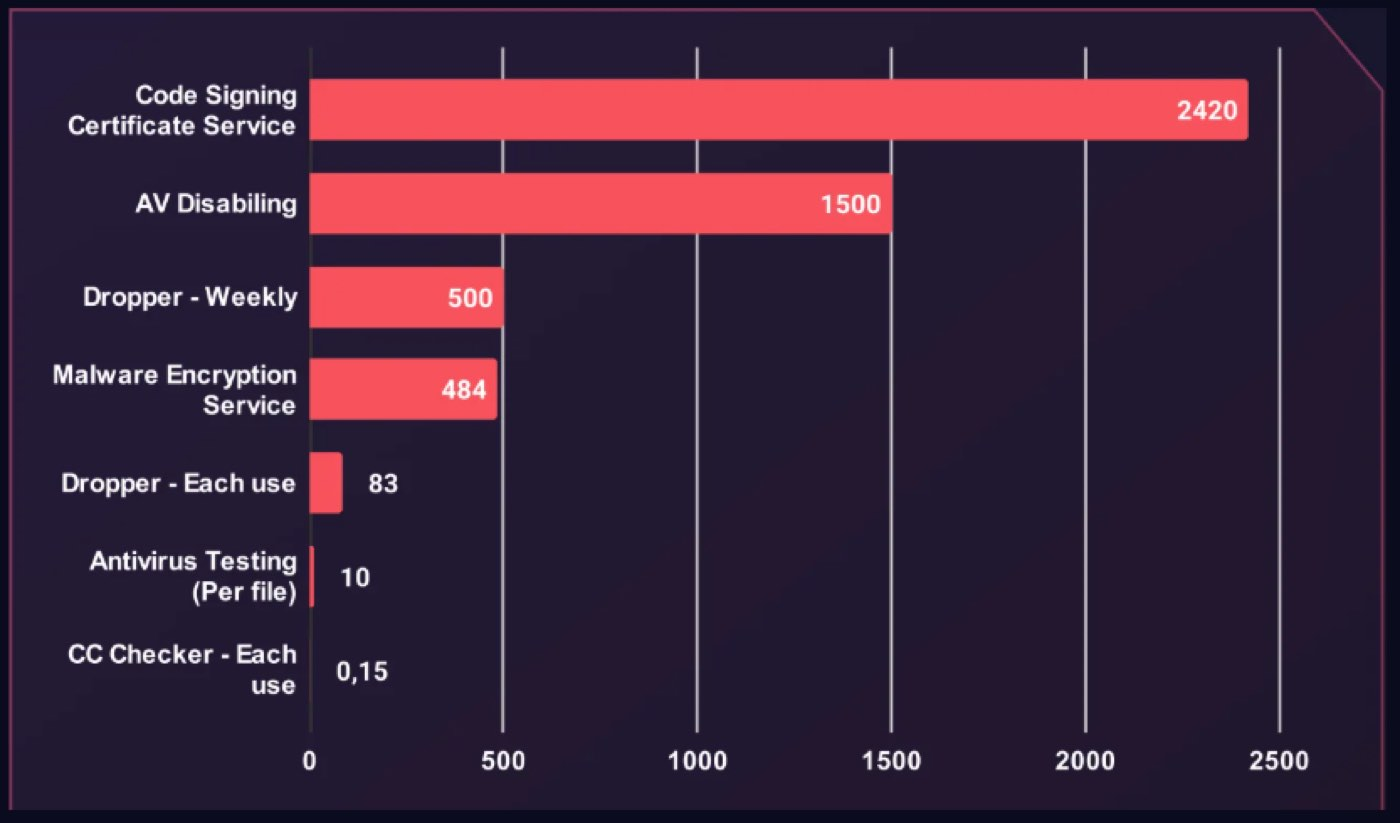 Code Signing
Certificate Service
2420
AV Disabiling
1500
Dropper - Weekly
500
Malware Encryption
Service
484
Dropper - Each use
83
Antivirus Testing
(Per file)
10
CC Checker - Each
use
0,15
0 500 1000 1500 2000 2500